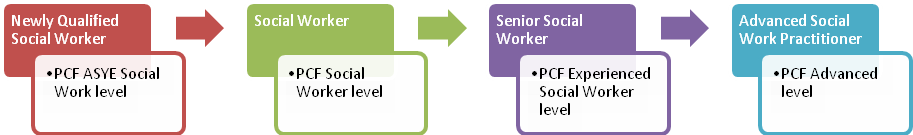 Newly Qualified
Social Worker
•PCF ASYE Social
Work level
Social Worker
•PCF Social
Worker level
Senior Social
Worker
•PCF Experienced
Social Worker
level
Advanced Social
Work Practitioner
•PCF Advanced
level